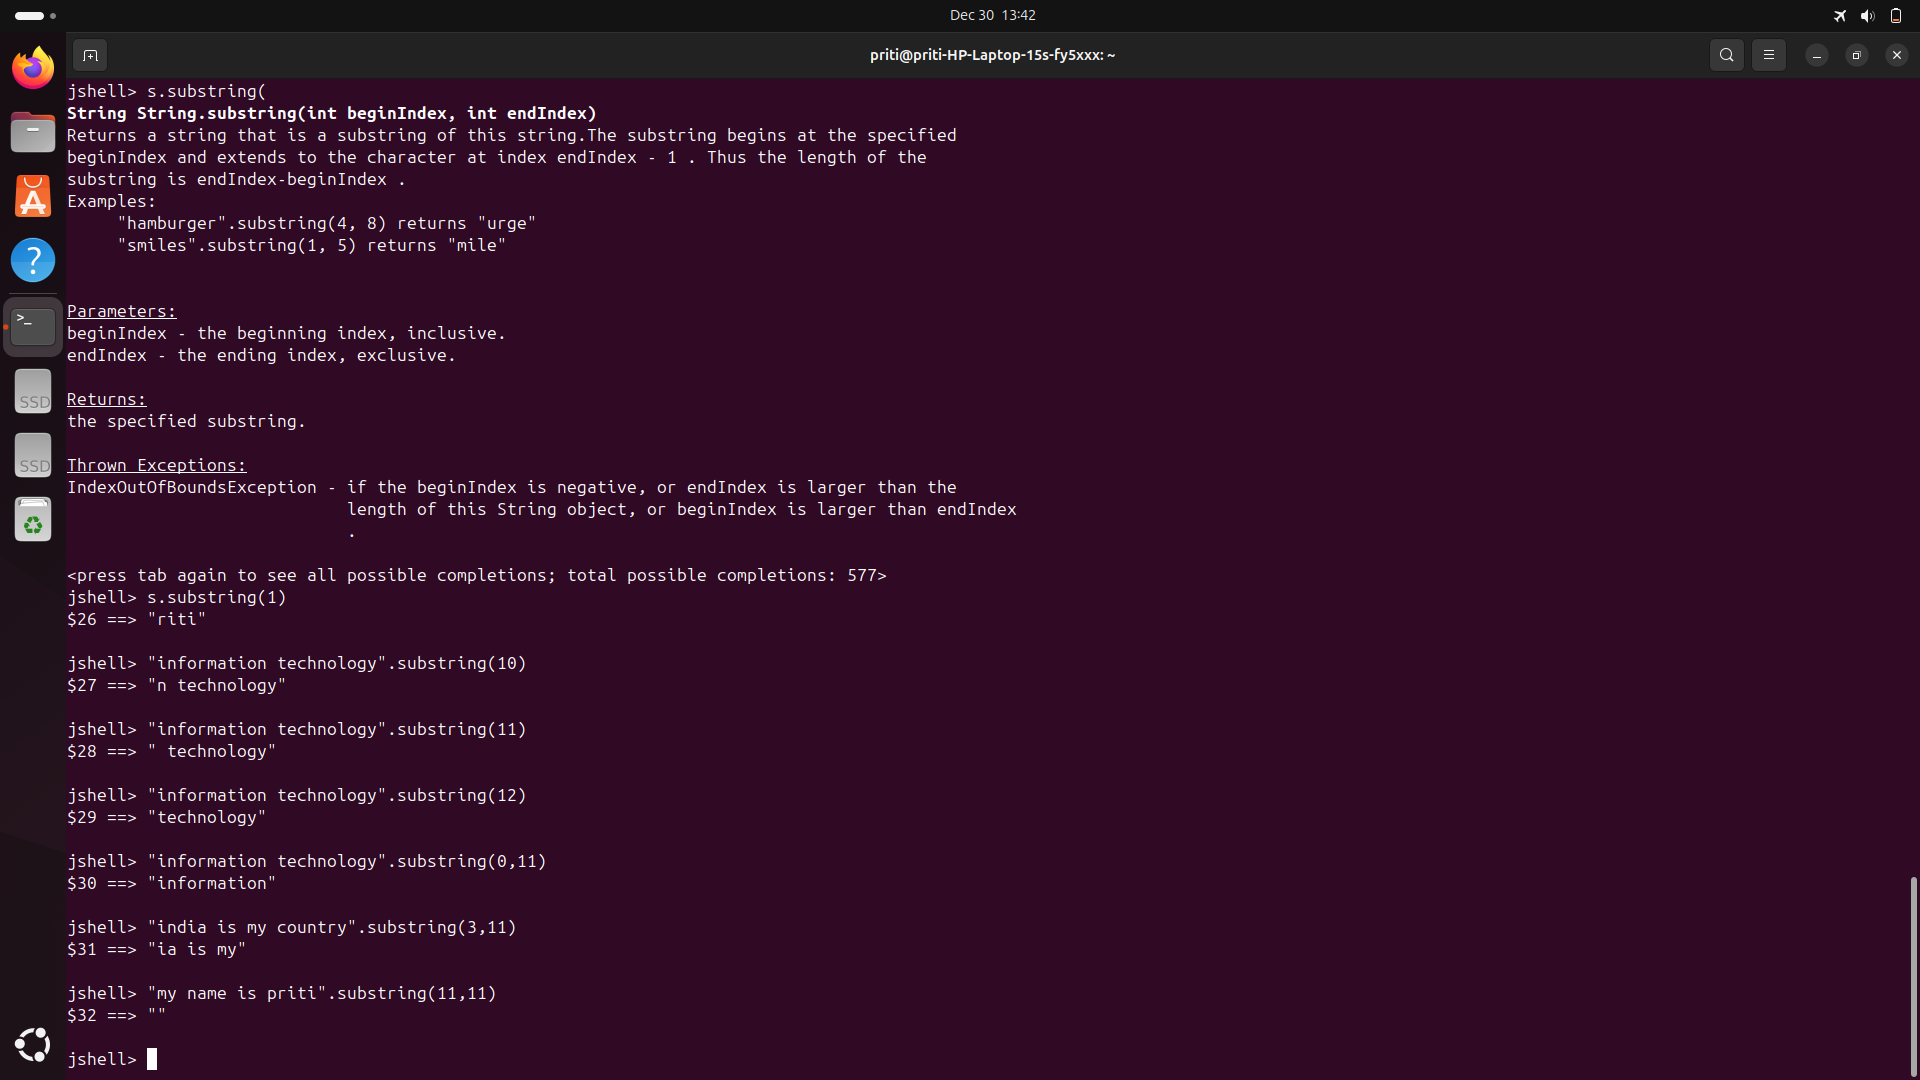 Dec 30 13:42
priti@priti-HP-Laptop-15s-fy5xxx: ~
jshell> s.substring(
String String.substring(int beginIndex, int endIndex)
Returns a string that is a substring of this string.The substring begins at the specified
beginIndex and extends to the character at index endIndex - 1 . Thus the length of the
substring is endIndex-beginIndex .
Examples:
"hamburger".substring(4, 8) returns "urge"
"smiles".substring(1, 5) returns "mile"
Parameters:
beginIndex - the beginning index, inclusive.
endIndex - the ending index, exclusive.
Returns:
the specified substring.
Thrown Exceptions:
IndexOutOfBoundsException - if the beginIndex is negative, or endIndex is larger than the
length of this String object, or beginIndex is larger than endIndex
.
<press tab again to see all possible completions; total possible completions: 577>
jshell> s.substring(1)
$26 ==> "riti"
jshell> "information technology".substring(10)
$27 ==> "n technology"
jshell> "information technology".substring(11)
$28 ==> " technology"
jshell> "information technology".substring(12)
$29 ==> "technology"
jshell> "information technology".substring(0,11)
$30 ==> "information"
jshell> "india is my country".substring(3,11)
$31 ==> "ia is my"
jshell> "my name is priti".substring(11,11)
$32 ==> ""
jshell>
>_
SSD
SSD